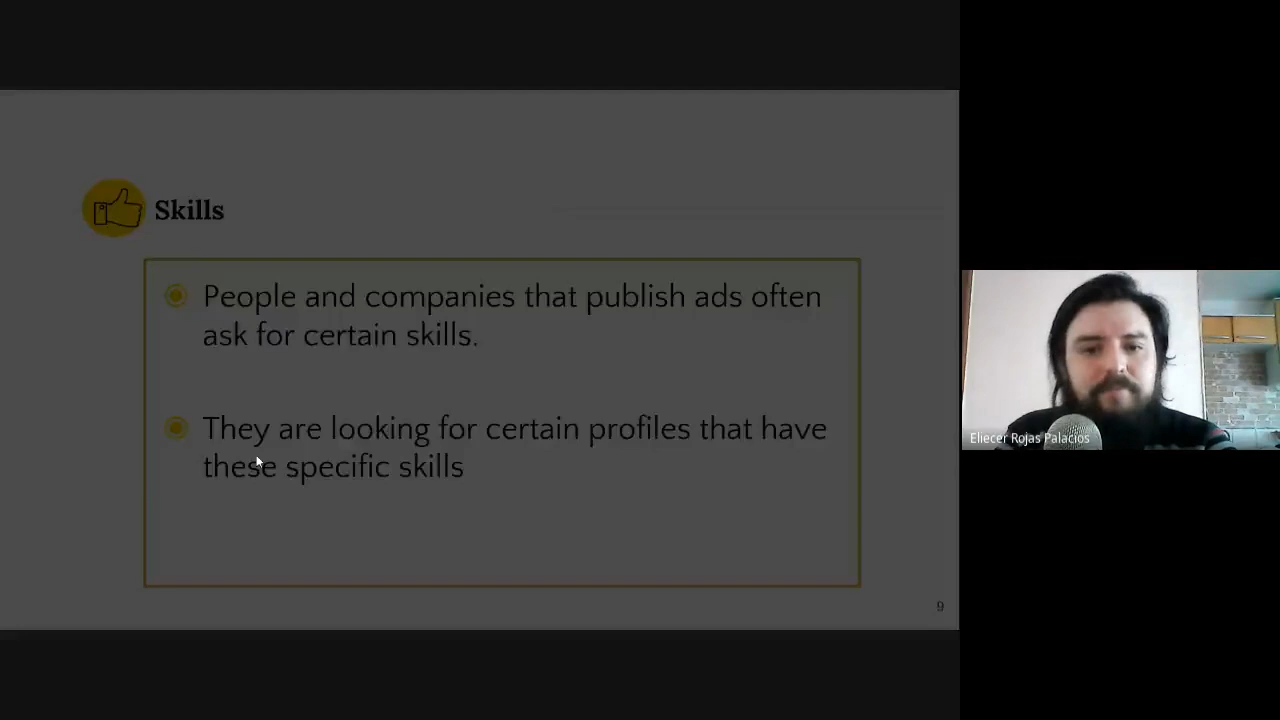 Skills
People and companies that publish ads often
ask for certain skills.
They are looking for certain profiles that have
these specific skills
9
Eliecer Rojas Palacios